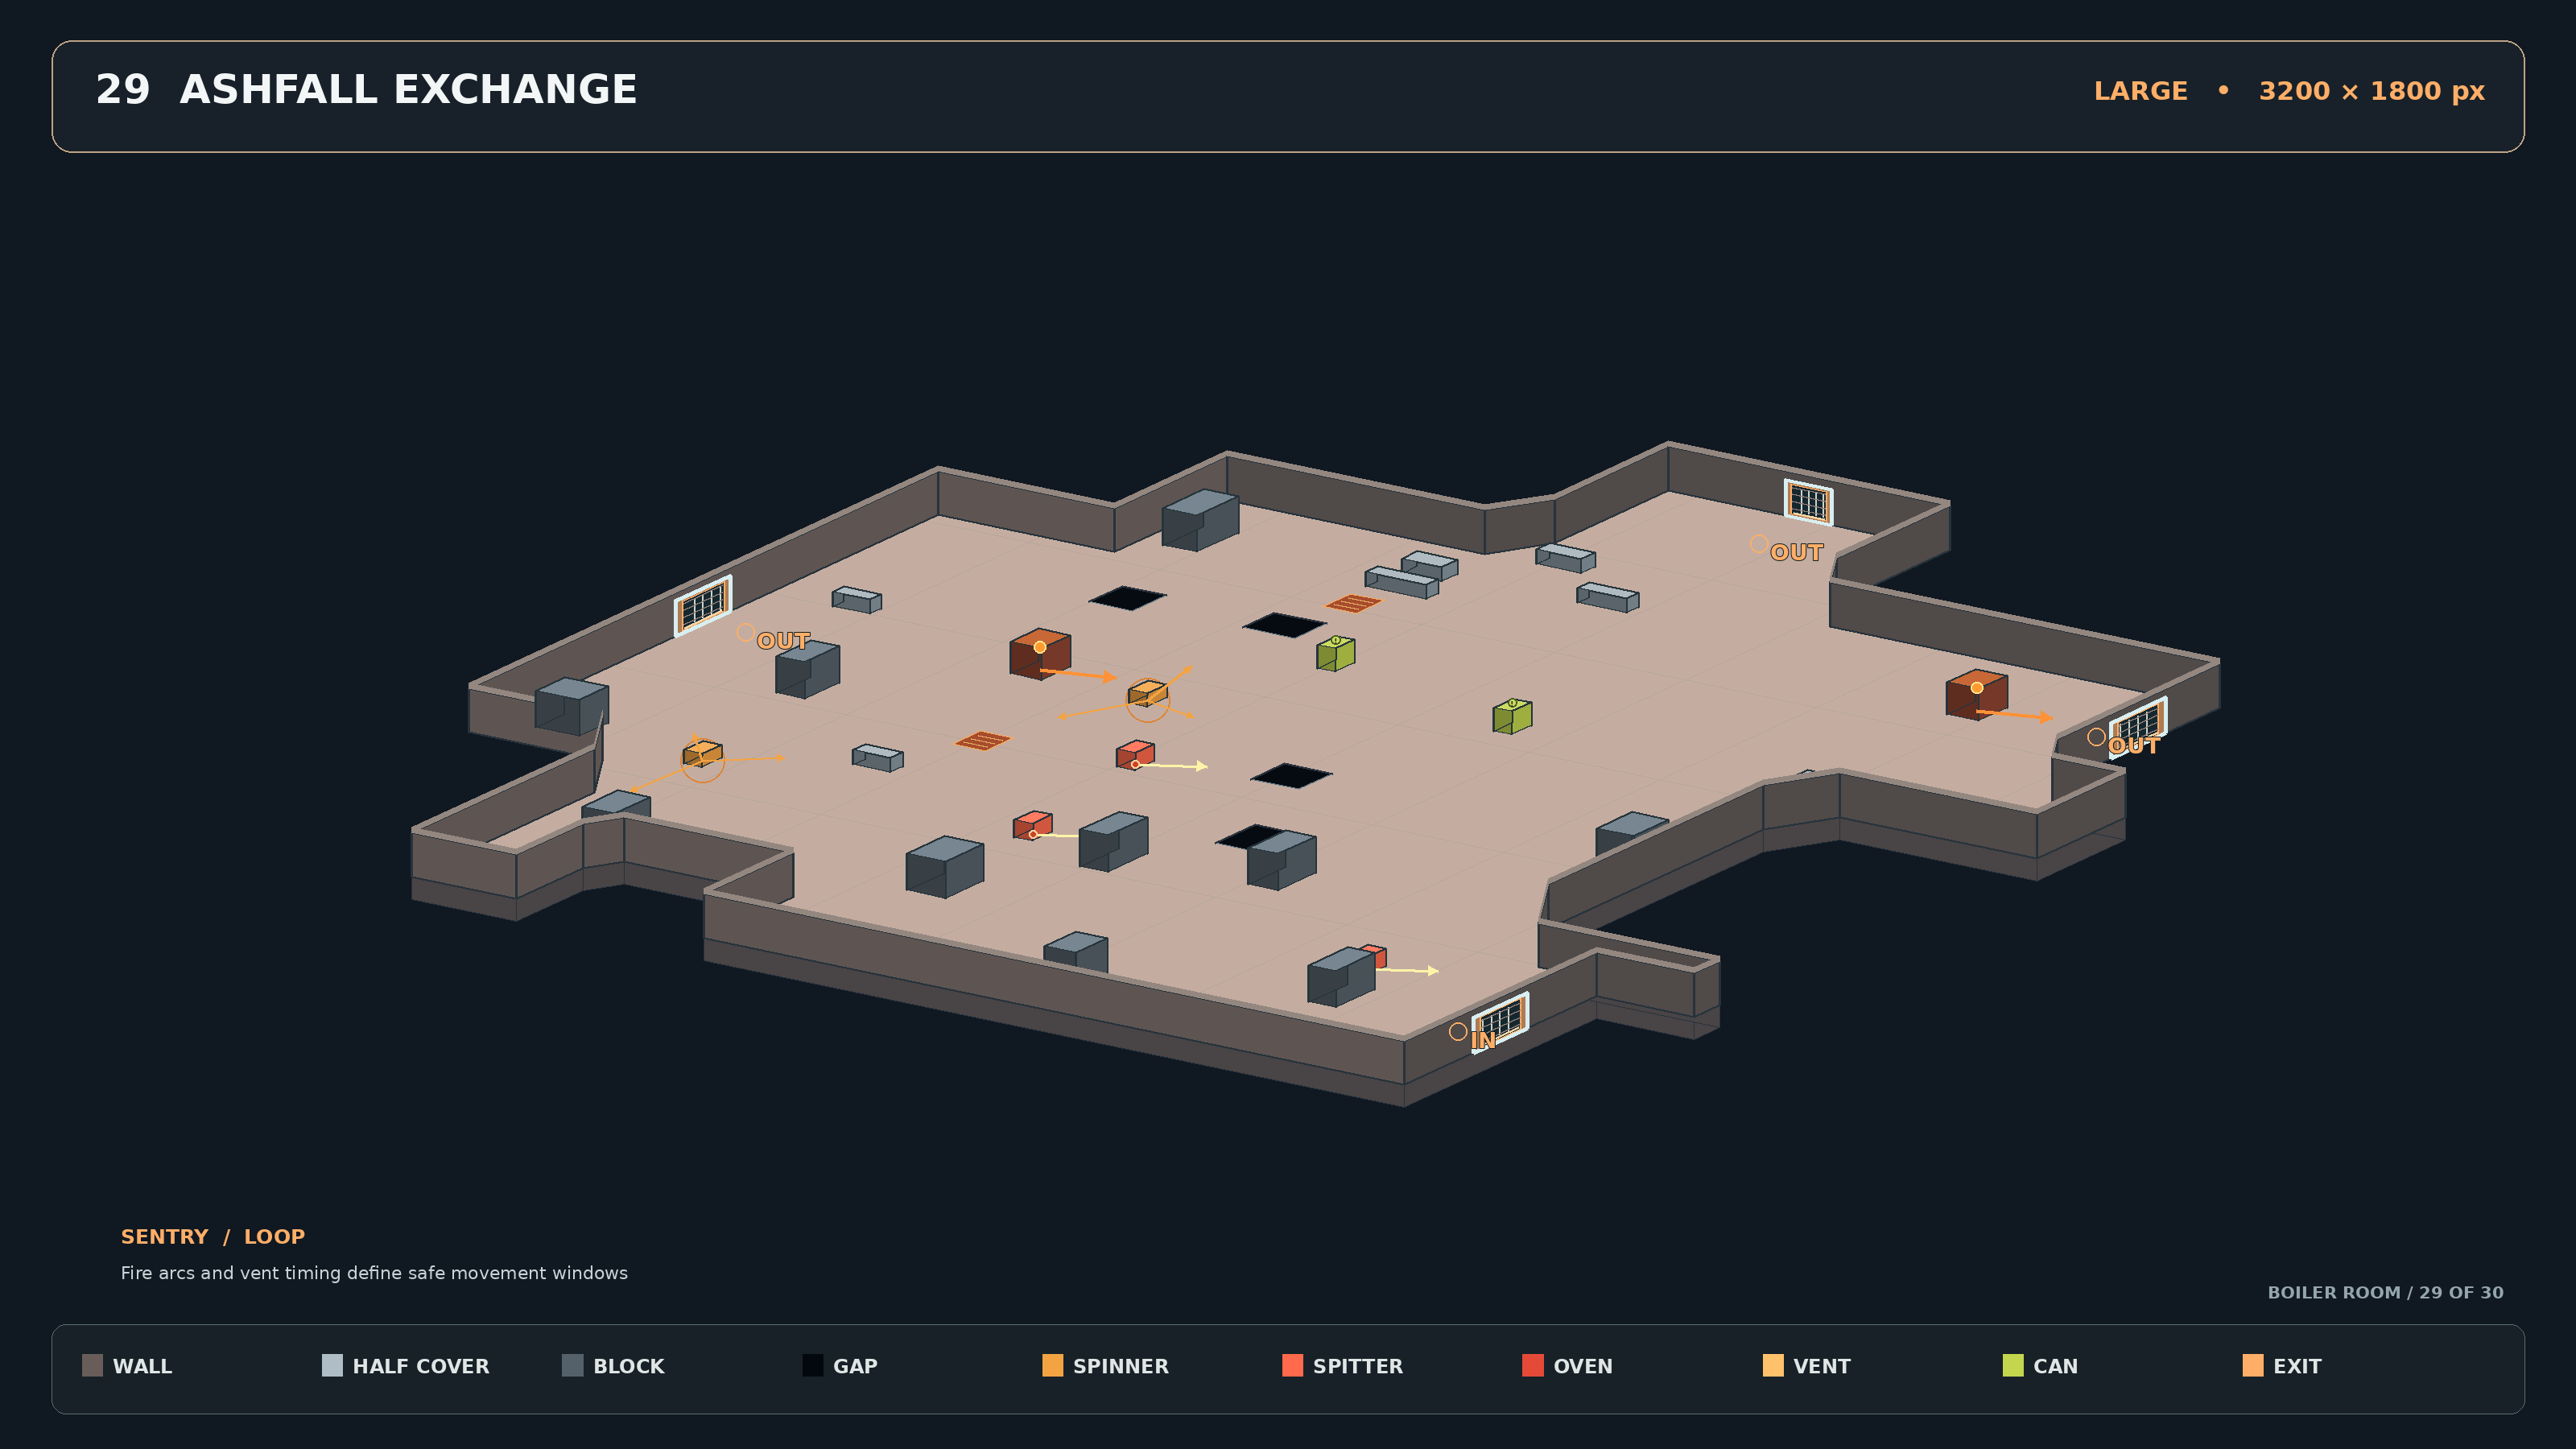 29 ASHFALL EXCHANGE
LARGE • 3200 × 1800 px
OUT
OUT
OUT
IN
SENTRY / LOOP
Fire arcs and vent timing define safe movement windows
BOILER ROOM / 29 OF 30
WALL HALF COVER BLOCK GAP SPINNER SPITTER OVEN VENT CAN EXIT